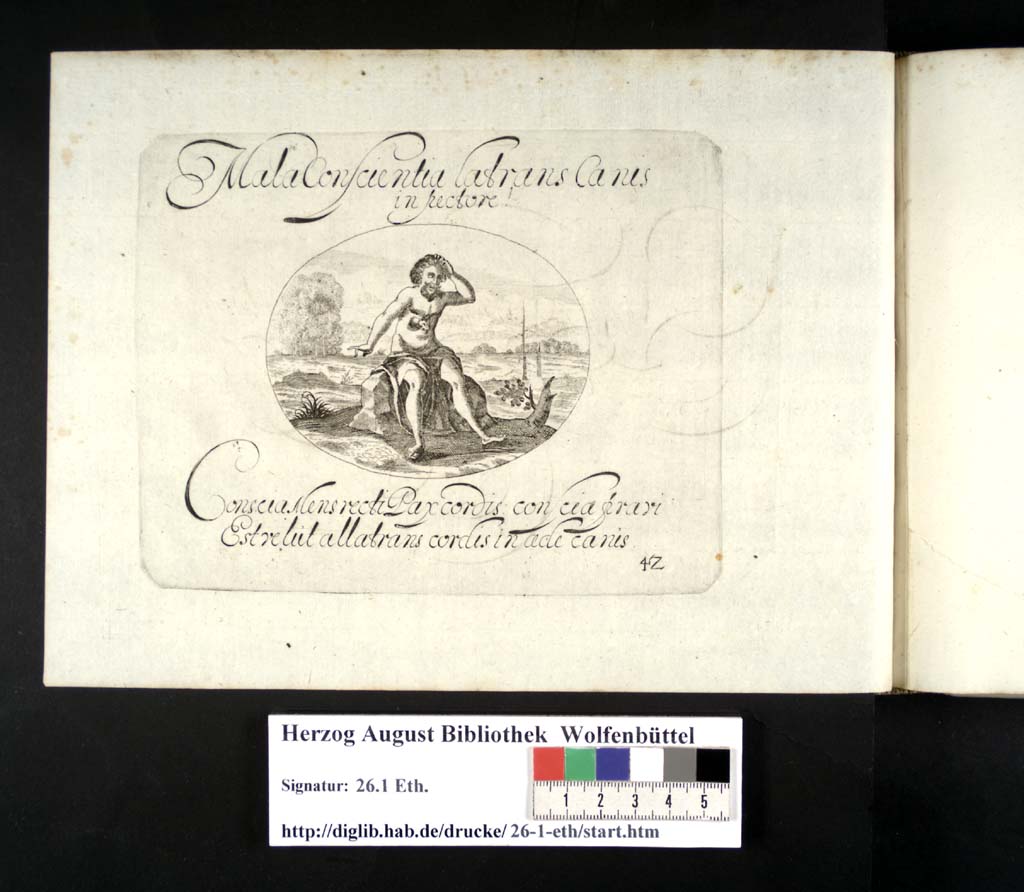 Mala Conscientia latrans Canis
in pectore!
Conscia Mens recti Pax cordis; conscia pravi
Est velut allatrans cordis in æde canis.
42
Herzog August Bibliothek Wolfenbüttel
Signatur: 26.1 Eth.
1 2 3 4 5
http://diglib.hab.de/drucke/ 26-1-eth/start.htm